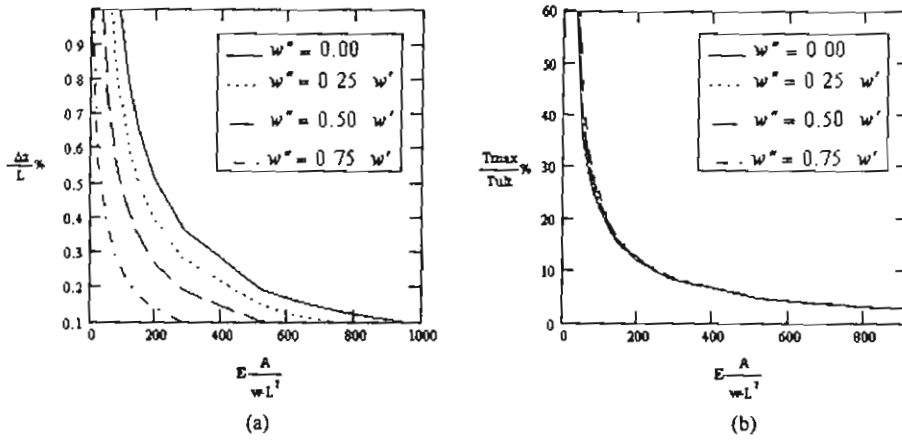 w″ = 0.00
w″ = 0 25 w′
w″ = 0.50 w′
w″ = 0 75 w′
0.9
0.8
0.7
0.6
0.5
0.4
0.3
0.2
0.1
Δz
L %
0 200 400 600 800 1000
E A
w·L²
(a)
w″ = 0 00
w″ = 0.25 w′
w″ = 0.50 w′
w″ = 0.75 w′
60
50
40
30
20
10
0
Tmax
Tult %
0 200 400 600 800
E A
w·L²
(b)